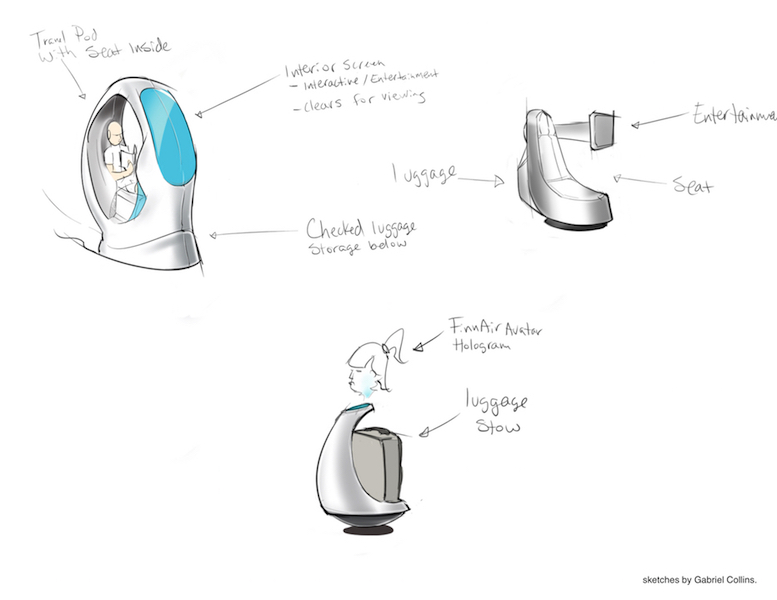 Travel Pod
With Seat Inside
Interior Screen
- Interactive/Entertainment
- Clears for viewing
Checked luggage
Storage below
Entertainme
luggage
Seat
FinnAir Avatar
Hologram
luggage
Stow
sketches by Gabriel Collins.